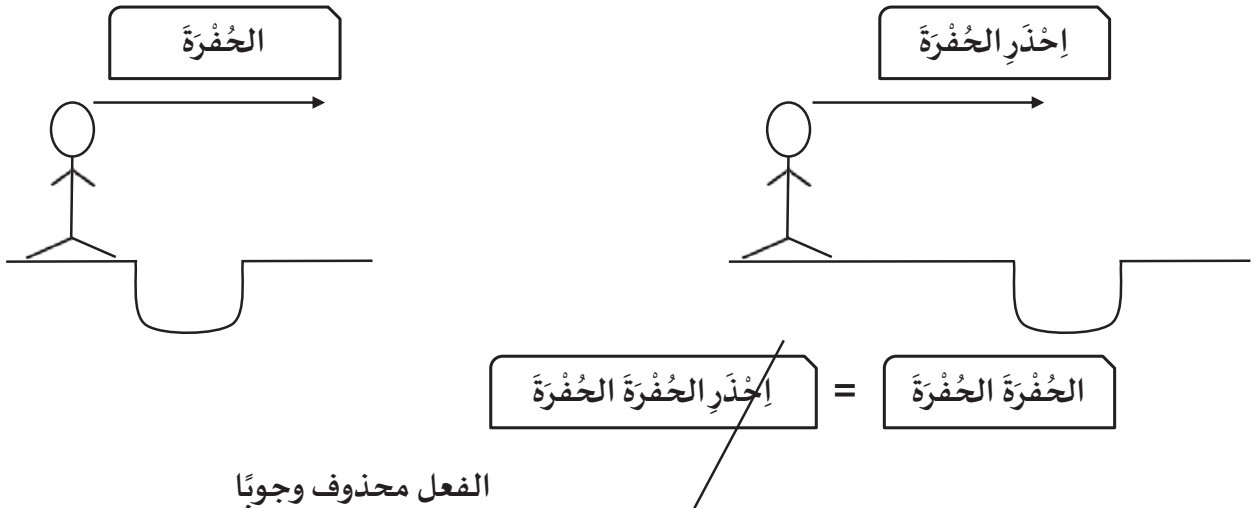 اِحْذَرِ الحُفْرَةَ
الحُفْرَةَ
الحُفْرَةَ الحُفْرَةَ = اِحْذَرِ الحُفْرَةَ الحُفْرَةَ
الفعل محذوف وجوبًا